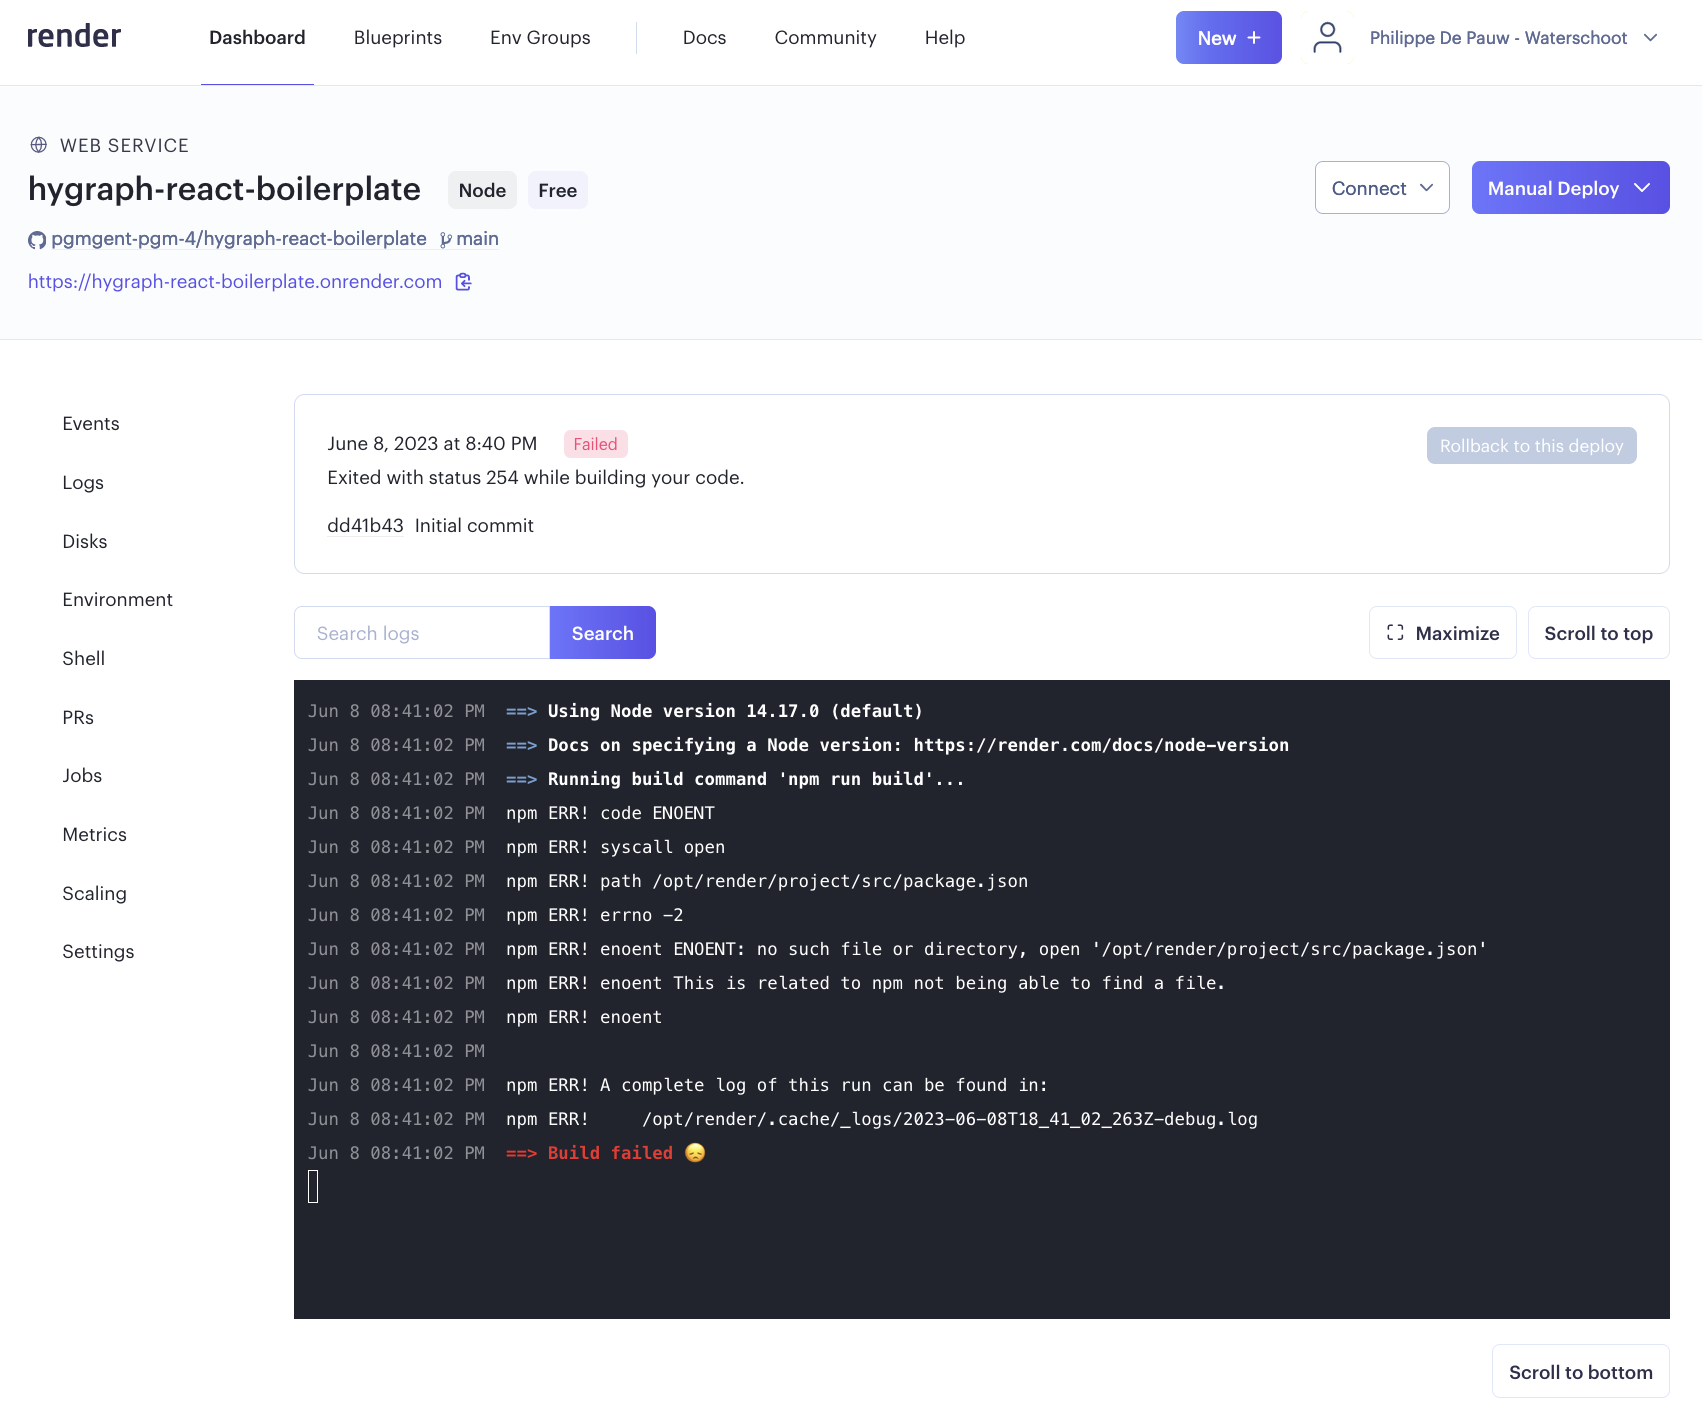 render Dashboard Blueprints Env Groups Docs Community Help New + Philippe De Pauw - Waterschoot
WEB SERVICE
hygraph-react-boilerplate Node Free
Connect Manual Deploy
pgmgent-pgm-4/hygraph-react-boilerplate main
https://hygraph-react-boilerplate.onrender.com
Events
Logs
Disks
Environment
Shell
PRs
Jobs
Metrics
Scaling
Settings
June 8, 2023 at 8:40 PM Failed
Rollback to this deploy
Exited with status 254 while building your code.
dd41b43 Initial commit
Search logs Search Maximize Scroll to top
Jun 8 08:41:02 PM ==> Using Node version 14.17.0 (default)
Jun 8 08:41:02 PM ==> Docs on specifying a Node version: https://render.com/docs/node-version
Jun 8 08:41:02 PM ==> Running build command 'npm run build'...
Jun 8 08:41:02 PM npm ERR! code ENOENT
Jun 8 08:41:02 PM npm ERR! syscall open
Jun 8 08:41:02 PM npm ERR! path /opt/render/project/src/package.json
Jun 8 08:41:02 PM npm ERR! errno -2
Jun 8 08:41:02 PM npm ERR! enoent ENOENT: no such file or directory, open '/opt/render/project/src/package.json'
Jun 8 08:41:02 PM npm ERR! enoent This is related to npm not being able to find a file.
Jun 8 08:41:02 PM npm ERR! enoent
Jun 8 08:41:02 PM
Jun 8 08:41:02 PM npm ERR! A complete log of this run can be found in:
Jun 8 08:41:02 PM npm ERR!     /opt/render/.cache/_logs/2023-06-08T18_41_02_263Z-debug.log
Jun 8 08:41:02 PM ==> Build failed 😞
Scroll to bottom